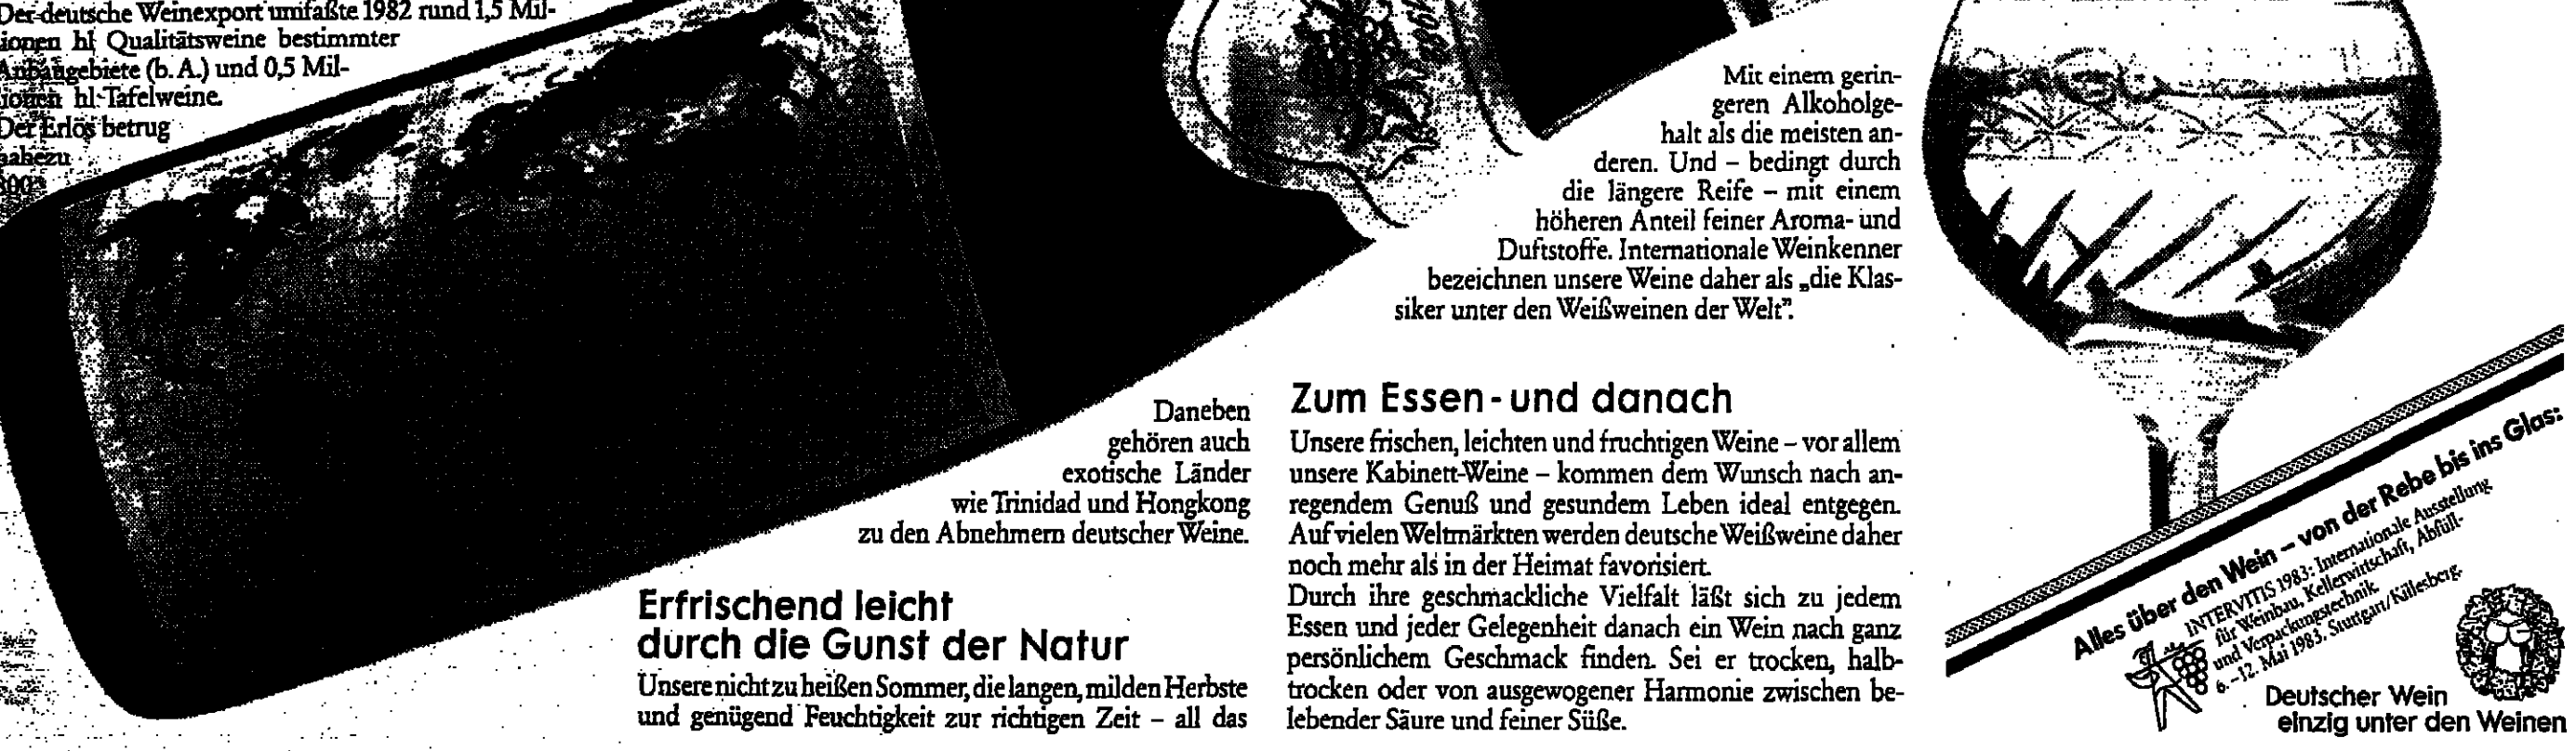 Der deutsche Weinexport umfaßte 1982 rund 1,5 Mil-
ionen hl Qualitätsweine bestimmter
Anbaugebiete (b. A.) und 0,5 Mil-
ionen hl Tafelweine.
Der Erlös betrug
nahezu
Daneben
gehören auch
exotische Länder
wie Trinidad und Hongkong
zu den Abnehmern deutscher Weine.
Erfrischend leicht
durch die Gunst der Natur
Unsere nicht zu heißen Sommer, die langen, milden Herbste
und genügend Feuchtigkeit zur richtigen Zeit – all das
Mit einem gerin-
geren Alkoholge-
halt als die meisten an-
deren. Und – bedingt durch
die längere Reife – mit einem
höheren Anteil feiner Aroma- und
Duftstoffe. Internationale Weinkenner
bezeichnen unsere Weine daher als „die Klas-
siker unter den Weißweinen der Welt”.
Zum Essen - und danach
Unsere frischen, leichten und fruchtigen Weine – vor allem
unsere Kabinett-Weine – kommen dem Wunsch nach an-
regendem Genuß und gesundem Leben ideal entgegen.
Auf vielen Weltmärkten werden deutsche Weißweine daher
noch mehr als in der Heimat favorisiert.
Durch ihre geschmackliche Vielfalt läßt sich zu jedem
Essen und jeder Gelegenheit danach ein Wein nach ganz
persönlichem Geschmack finden. Sei er trocken, halb-
trocken oder von ausgewogener Harmonie zwischen be-
lebender Säure und feiner Süße.
Alles über den Wein – von der Rebe bis ins Glas:
INTERVITIS 1983: Internationale Ausstellung
für Weinbau, Kellerwirtschaft, Abfüll-
und Verpackungstechnik.
6.–12. Mai 1983. Stuttgart/Killesberg.
Deutscher Wein
einzig unter den Weinen